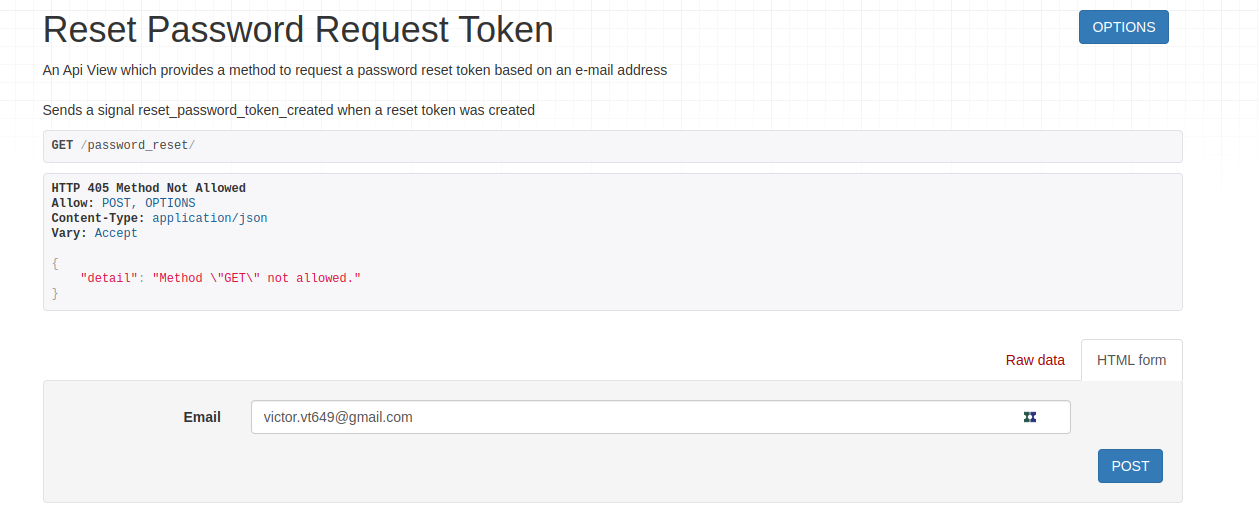 Reset Password Request Token
OPTIONS
An Api View which provides a method to request a password reset token based on an e-mail address
Sends a signal reset_password_token_created when a reset token was created
GET /password_reset/
HTTP 405 Method Not Allowed
Allow: POST, OPTIONS
Content-Type: application/json
Vary: Accept
{
    "detail": "Method \"GET\" not allowed."
}
Raw data
HTML form
Email
victor.vt649@gmail.com
POST